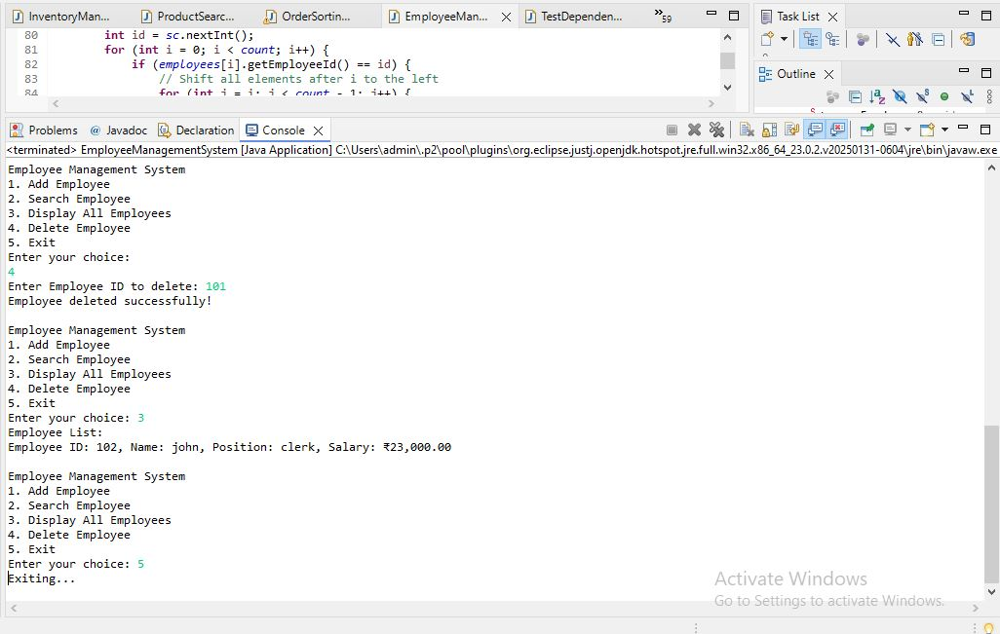 InventoryMan...
ProductSearc...
OrderSortin...
EmployeeMan...
TestDependen...
»59
Task List
80 int id = sc.nextInt();
81 for (int i = 0; i < count; i++) {
82 if (employees[i].getEmployeeId() == id) {
83 // Shift all elements after i to the left
84 for (int j = i; j < count - 1; j++) {
Outline
Problems
@ Javadoc
Declaration
Console
<terminated> EmployeeManagementSystem [Java Application] C:\Users\admin\.p2\pool\plugins\org.eclipse.justj.openjdk.hotspot.jre.full.win32.x86_64_23.0.2.v20250131-0604\jre\bin\javaw.exe
Employee Management System
1. Add Employee
2. Search Employee
3. Display All Employees
4. Delete Employee
5. Exit
Enter your choice:
4
Enter Employee ID to delete: 101
Employee deleted successfully!
Employee Management System
1. Add Employee
2. Search Employee
3. Display All Employees
4. Delete Employee
5. Exit
Enter your choice: 3
Employee List:
Employee ID: 102, Name: john, Position: clerk, Salary: ₹23,000.00
Employee Management System
1. Add Employee
2. Search Employee
3. Display All Employees
4. Delete Employee
5. Exit
Enter your choice: 5
Exiting...
Activate Windows
Go to Settings to activate Windows.